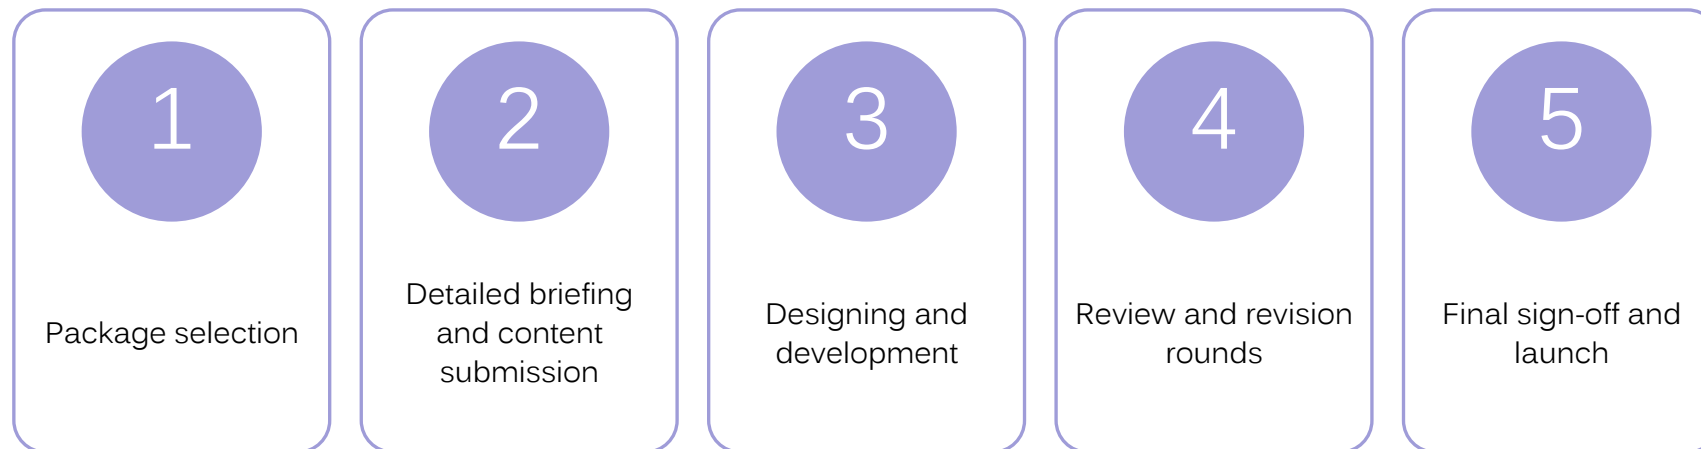 1
Package selection
2
Detailed briefing
and content
submission
3
Designing and
development
4
Review and revision
rounds
5
Final sign-off and
launch